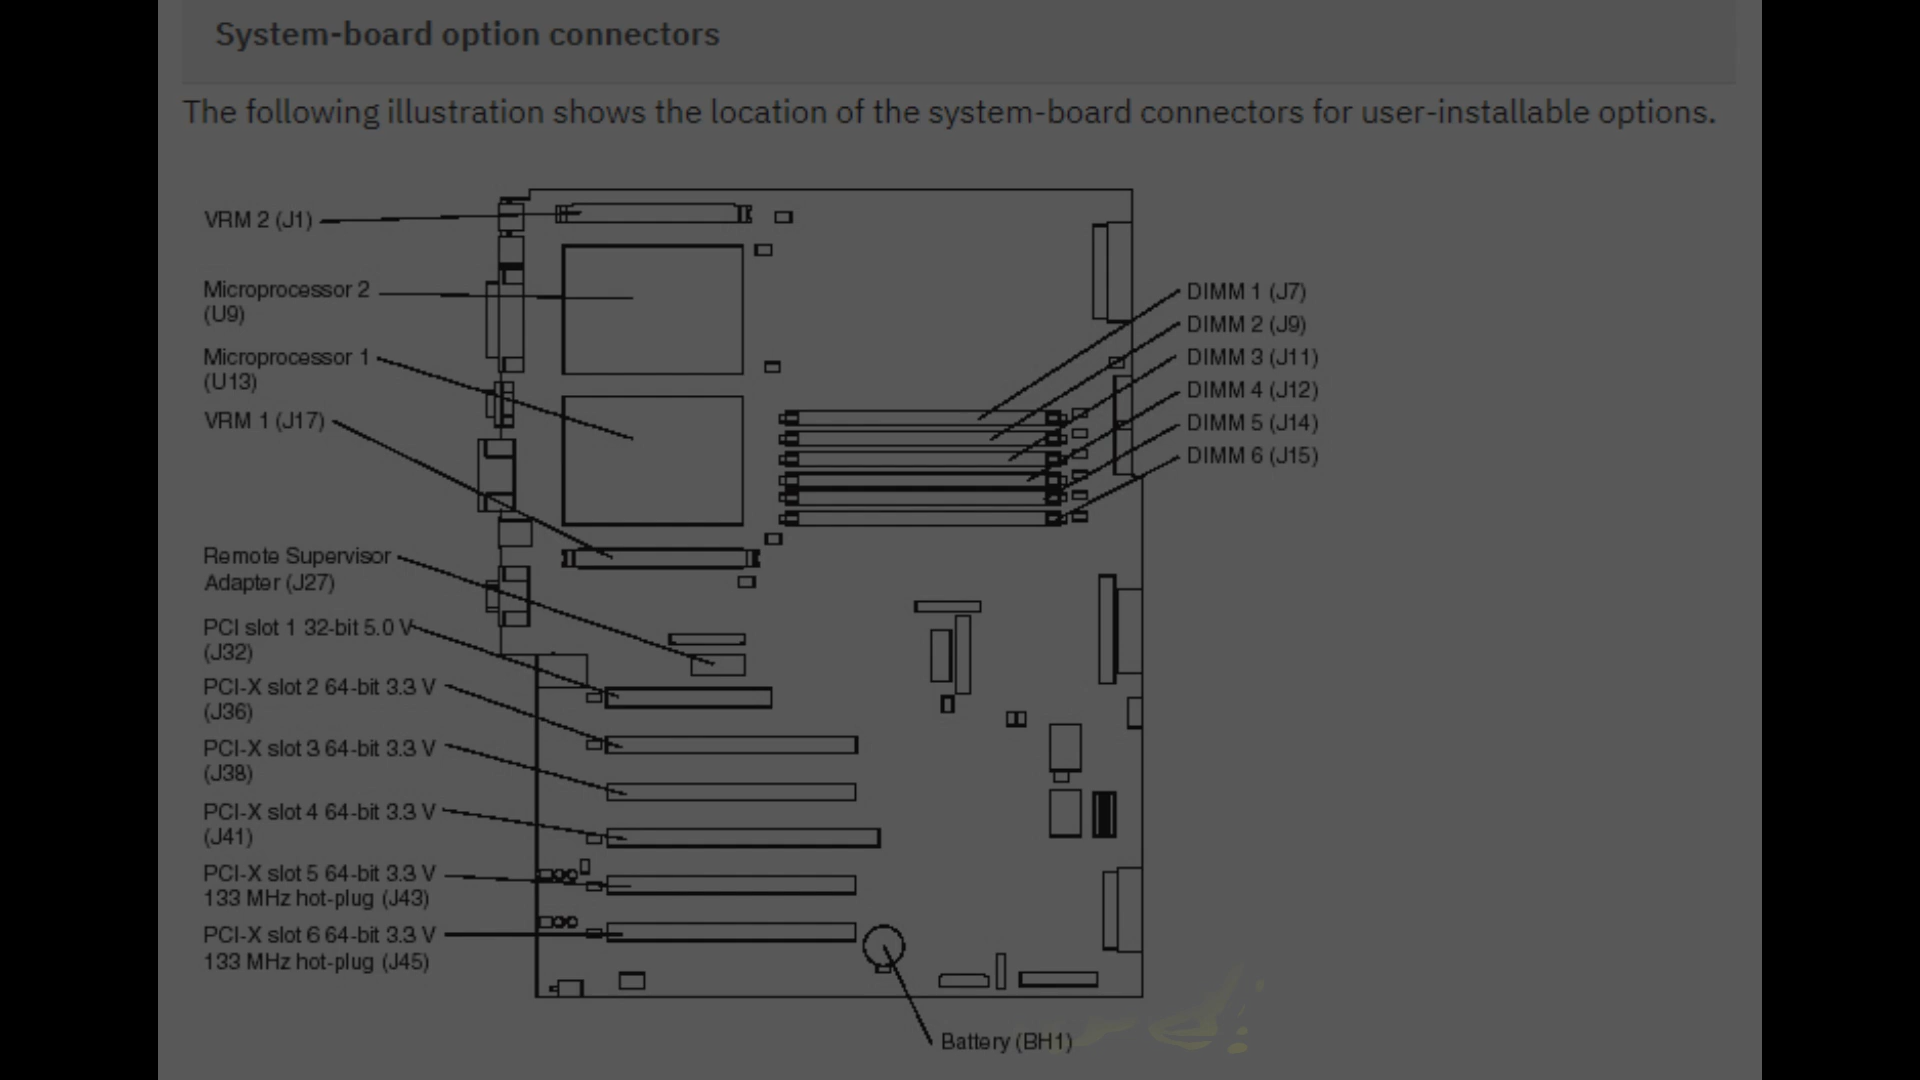 System-board option connectors
The following illustration shows the location of the system-board connectors for user-installable options.
VRM 2 (J1)
Microprocessor 2
(U9)
Microprocessor 1
(U13)
VRM 1 (J17)
Remote Supervisor
Adapter (J27)
PCI slot 1 32-bit 5.0 V
(J32)
PCI-X slot 2 64-bit 3.3 V
(J36)
PCI-X slot 3 64-bit 3.3 V
(J38)
PCI-X slot 4 64-bit 3.3 V
(J41)
PCI-X slot 5 64-bit 3.3 V
133 MHz hot-plug (J43)
PCI-X slot 6 64-bit 3.3 V
133 MHz hot-plug (J45)
DIMM 1 (J7)
DIMM 2 (J9)
DIMM 3 (J11)
DIMM 4 (J12)
DIMM 5 (J14)
DIMM 6 (J15)
Battery (BH1)